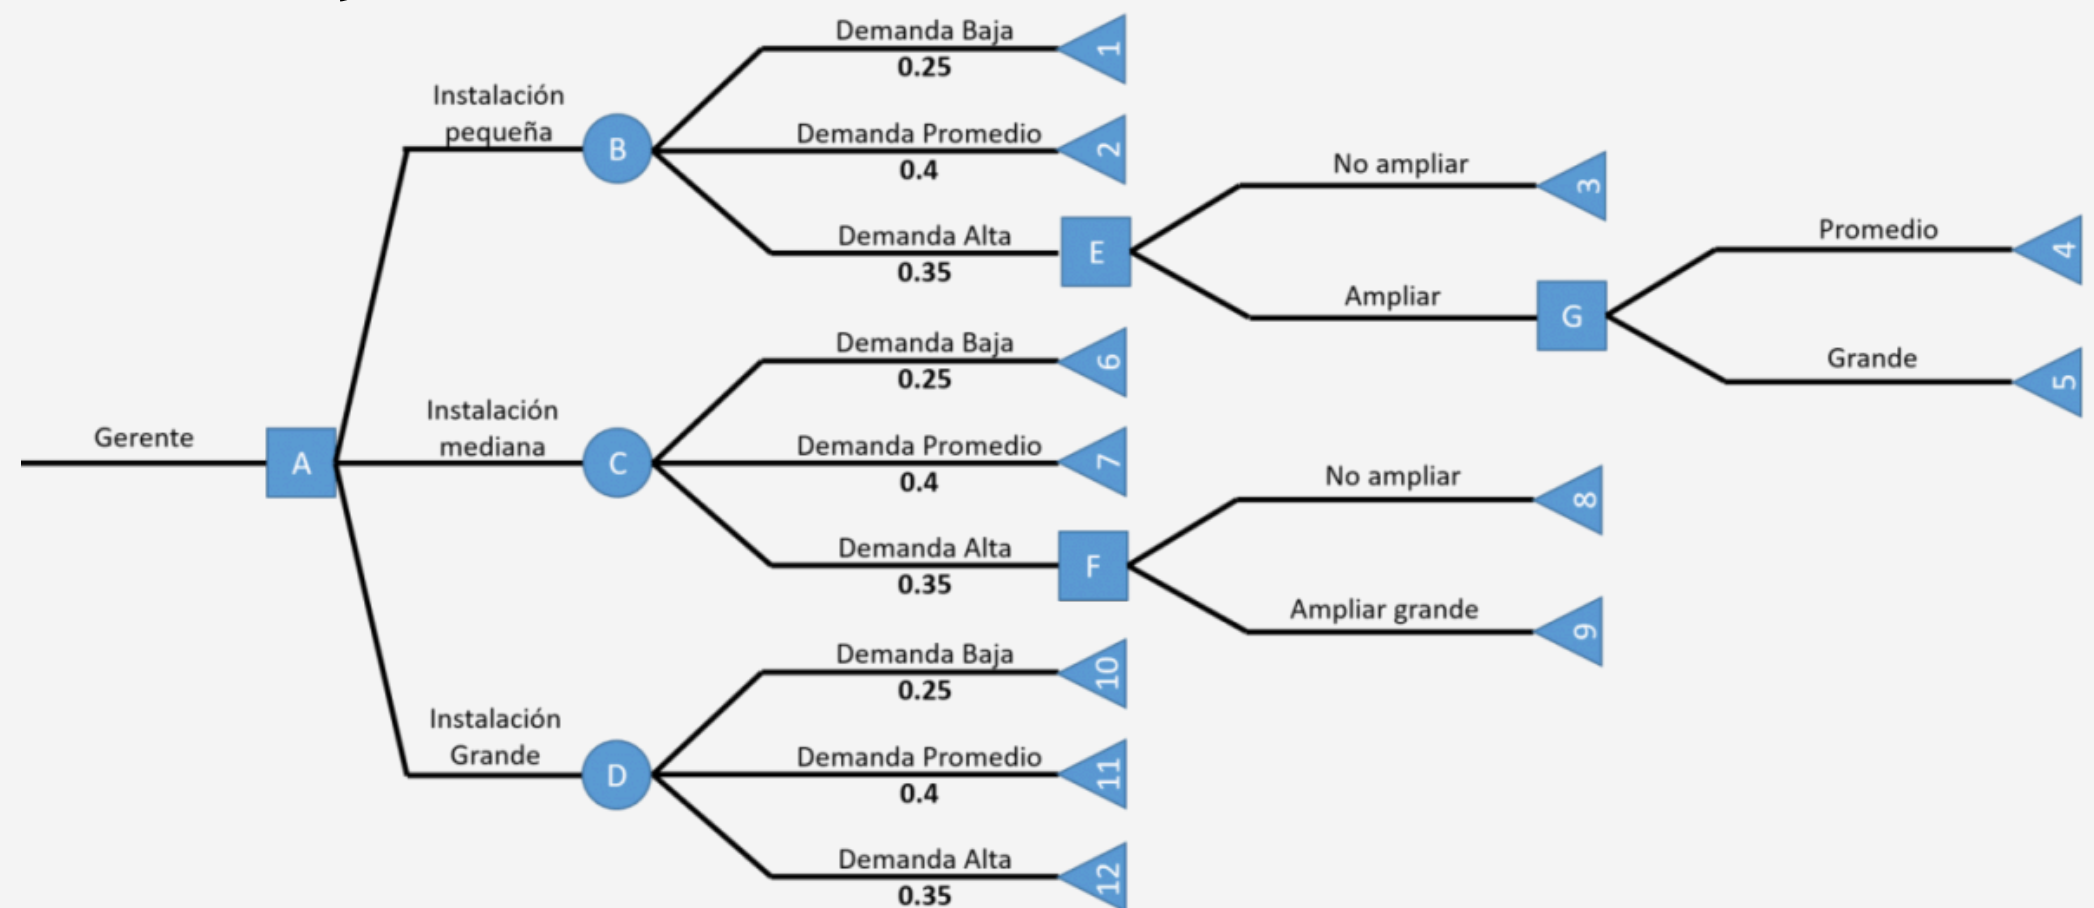 Gerente
A
Instalación
pequeña
B
Demanda Baja
0.25
1
Demanda Promedio
0.4
2
Demanda Alta
0.35
E
No ampliar
3
Ampliar
G
Promedio
4
Grande
5
Instalación
mediana
C
Demanda Baja
0.25
6
Demanda Promedio
0.4
7
Demanda Alta
0.35
F
No ampliar
8
Ampliar grande
9
Instalación
Grande
D
Demanda Baja
0.25
10
Demanda Promedio
0.4
11
Demanda Alta
0.35
12